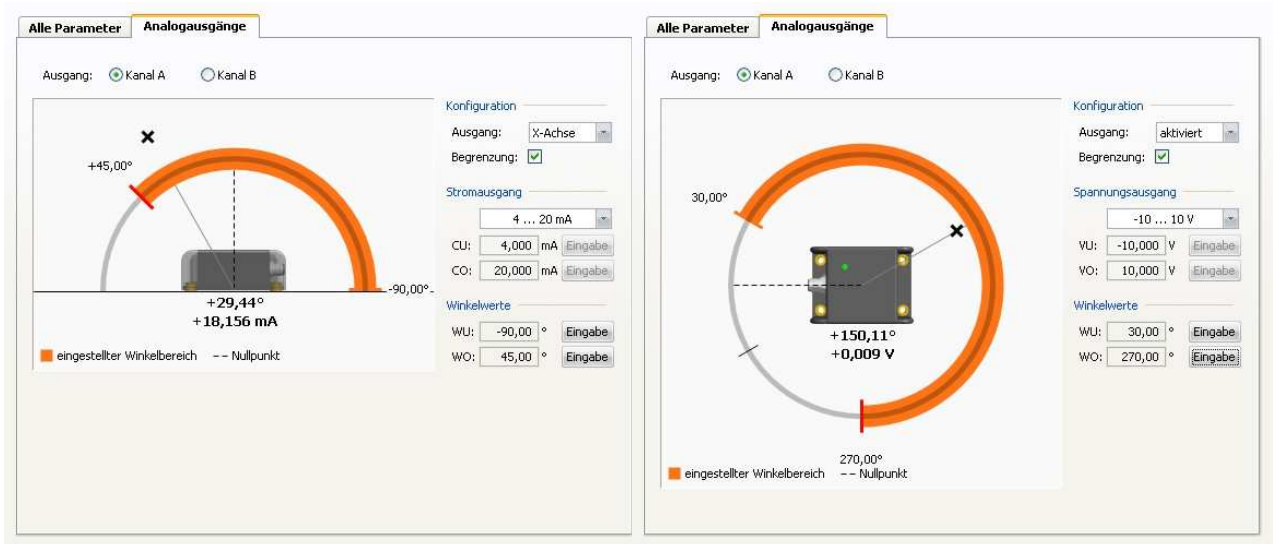 Alle Parameter Analogausgänge
Ausgang: Kanal A Kanal B
+45,00°
-90,00°
+29,44°
+18,156 mA
eingestellter Winkelbereich -- Nullpunkt
Konfiguration
Ausgang: X-Achse
Begrenzung:
Stromausgang
4 ... 20 mA
CU: 4,000 mA Eingabe
CO: 20,000 mA Eingabe
Winkelwerte
WU: -90,00 ° Eingabe
WO: 45,00 ° Eingabe
Alle Parameter Analogausgänge
Ausgang: Kanal A Kanal B
30,00°
+150,11°
+0,009 V
270,00°
eingestellter Winkelbereich -- Nullpunkt
Konfiguration
Ausgang: aktiviert
Begrenzung:
Spannungsausgang
-10 ... 10 V
VU: -10,000 V Eingabe
VO: 10,000 V Eingabe
Winkelwerte
WU: 30,00 ° Eingabe
WO: 270,00 ° Eingabe